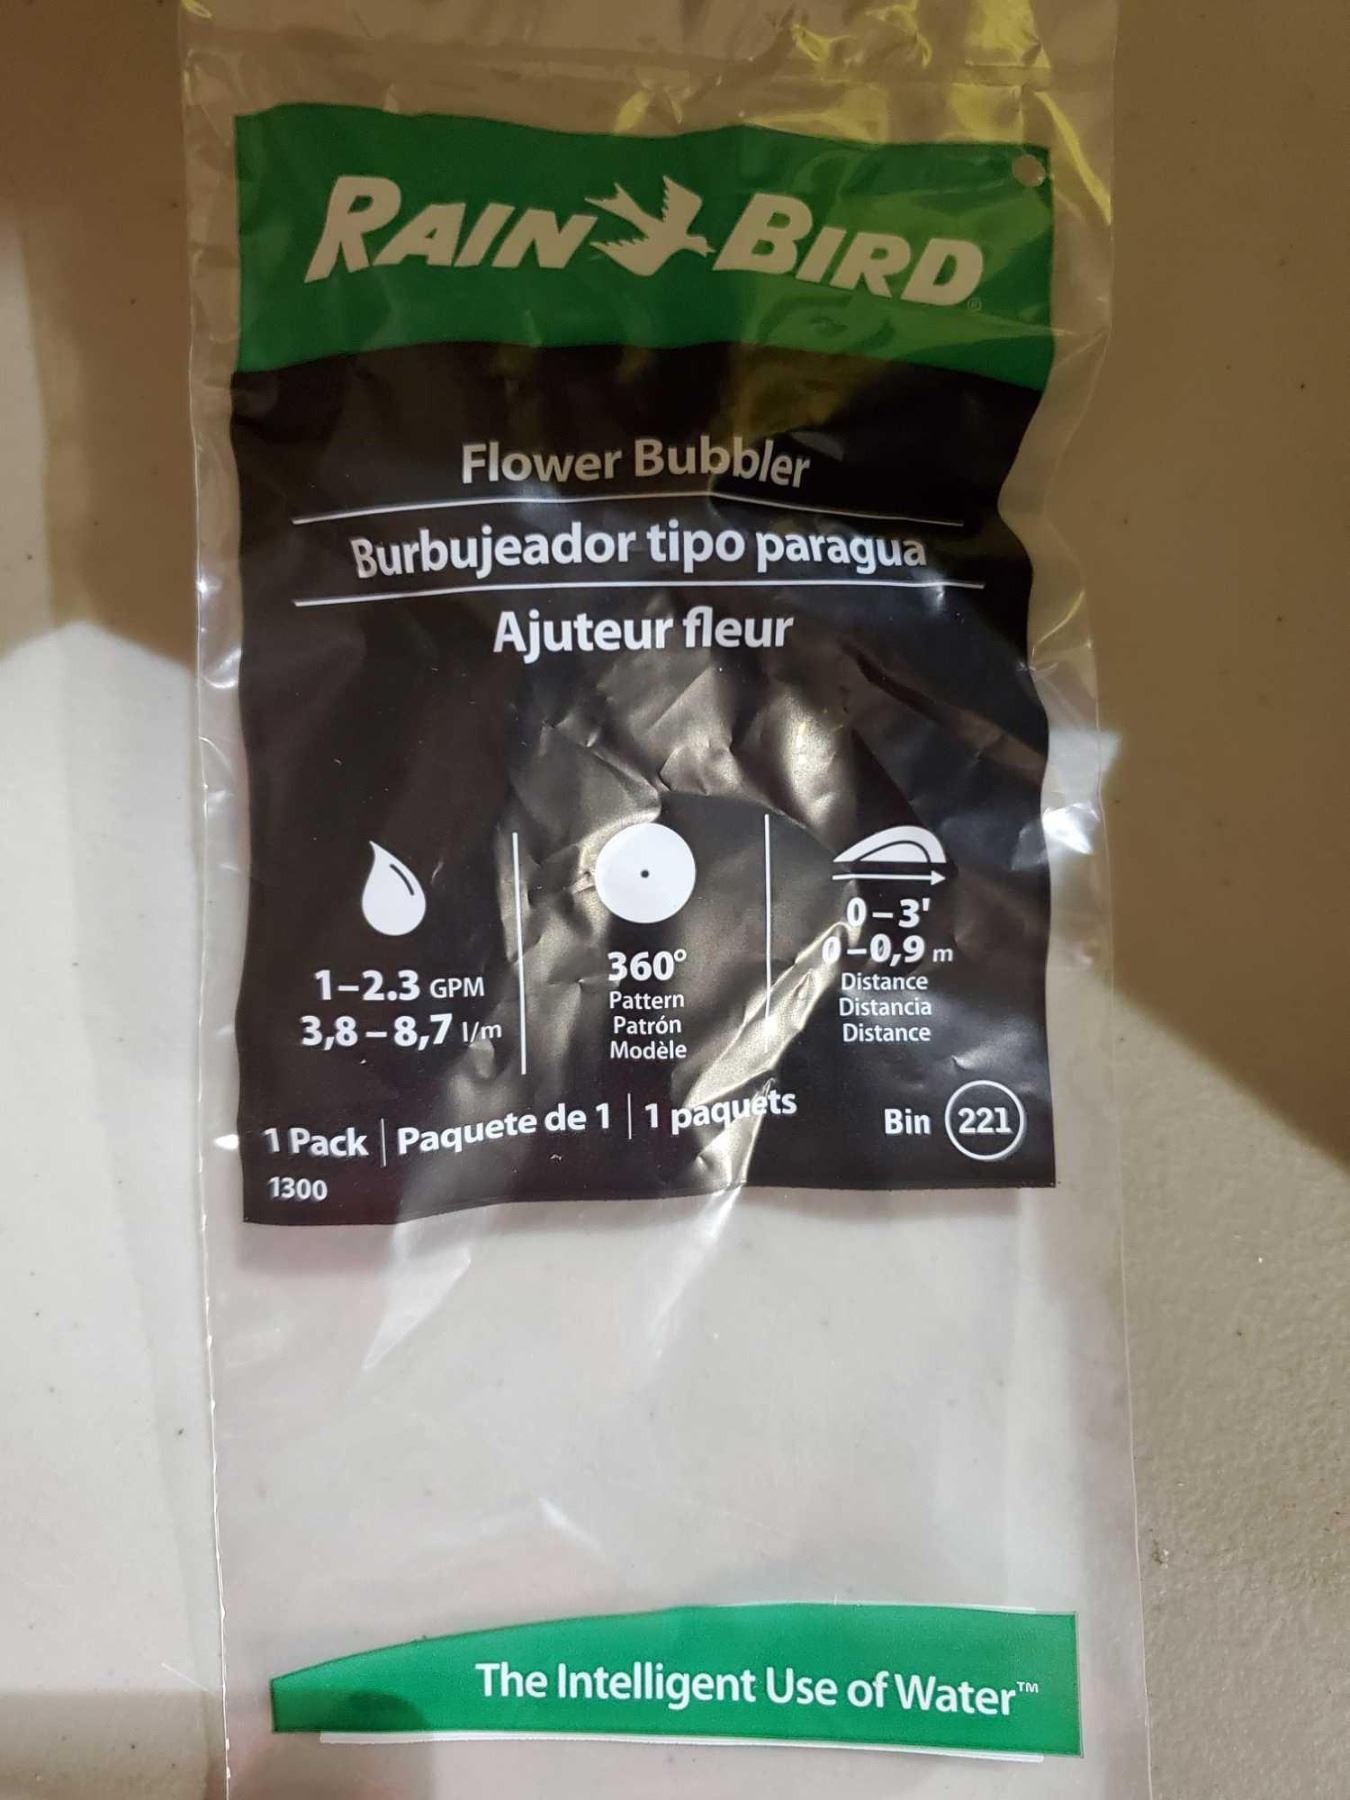 RAIN BIRD®
Flower Bubbler
Burbujeador tipo paragua
Ajuteur fleur
1–2.3 GPM
3,8–8,7 l/m
360°
Pattern
Patrón
Modèle
0–3'
0–0,9 m
Distance
Distancia
Distance
1 Pack | Paquete de 1 | 1 paquets
Bin 221
1300
The Intelligent Use of Water™